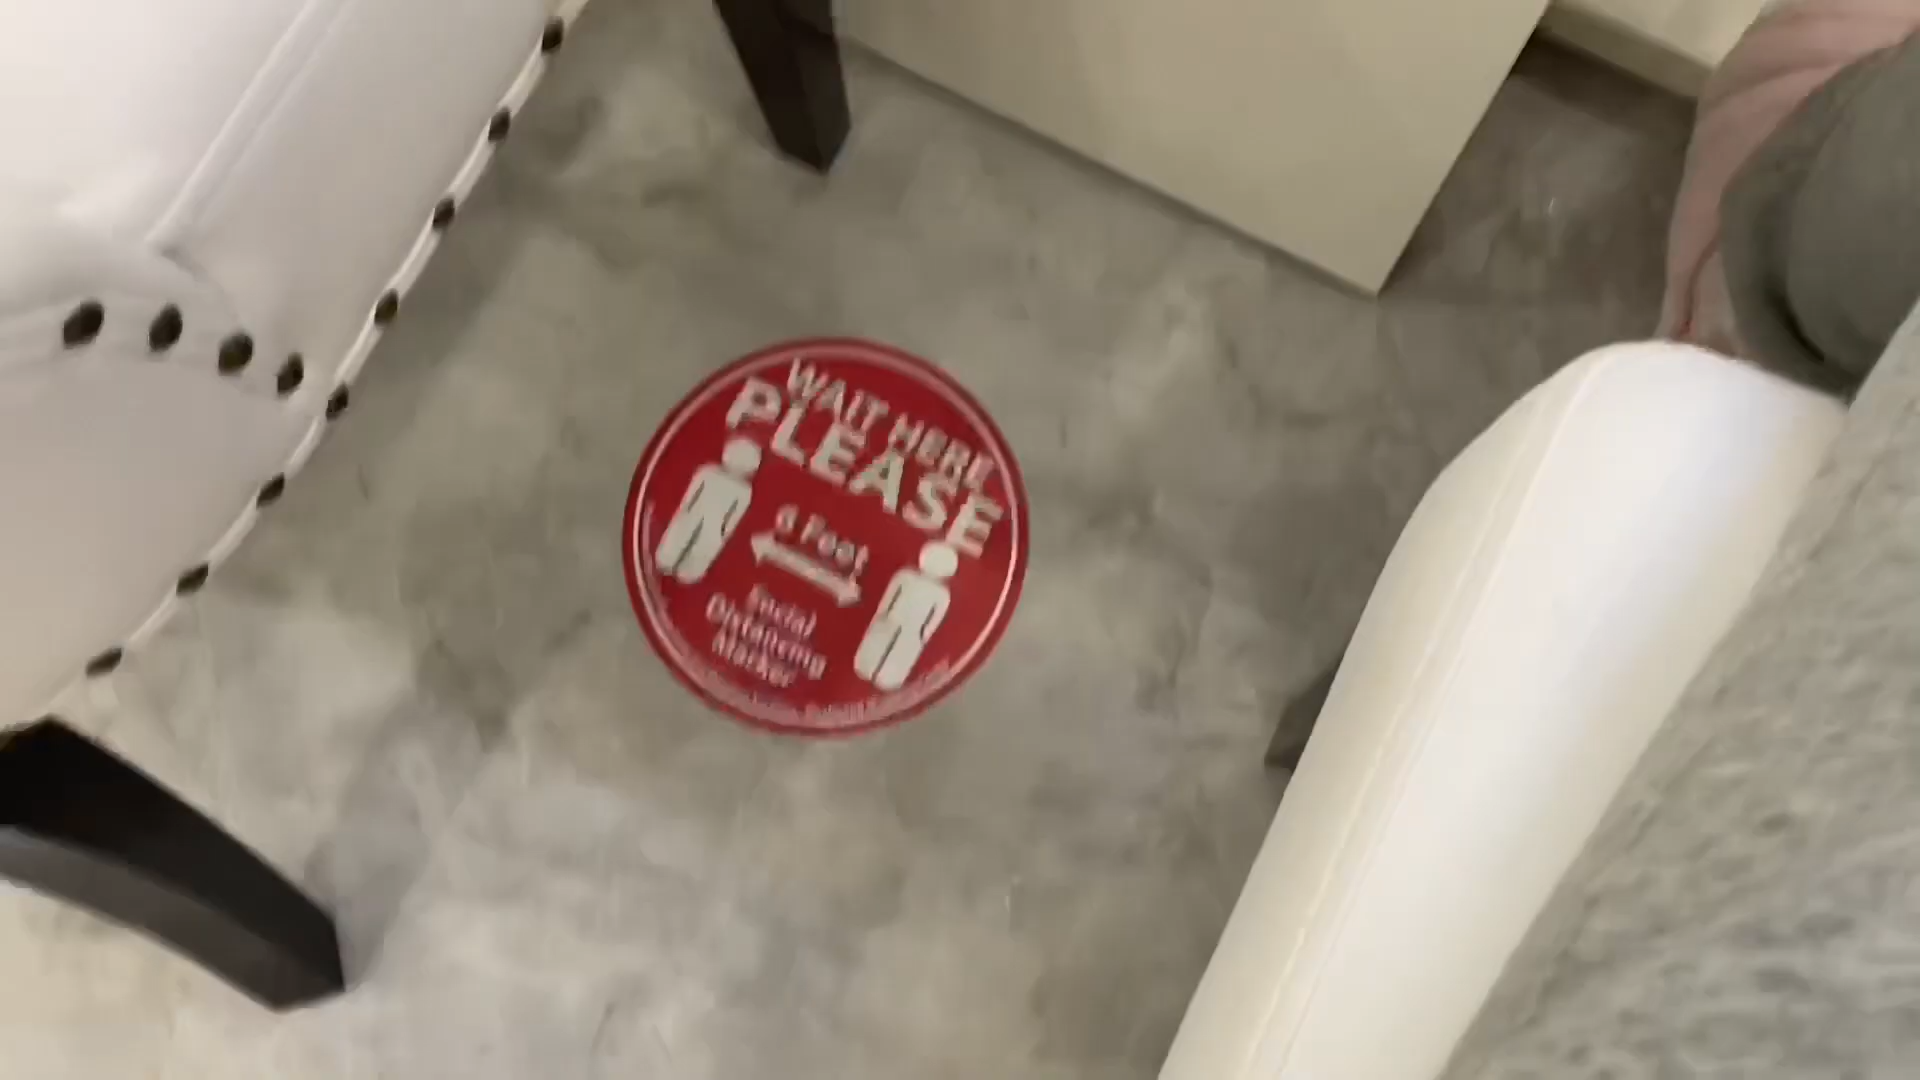 WAIT HERE
PLEASE
6 Feet
Social
Distancing
Marker